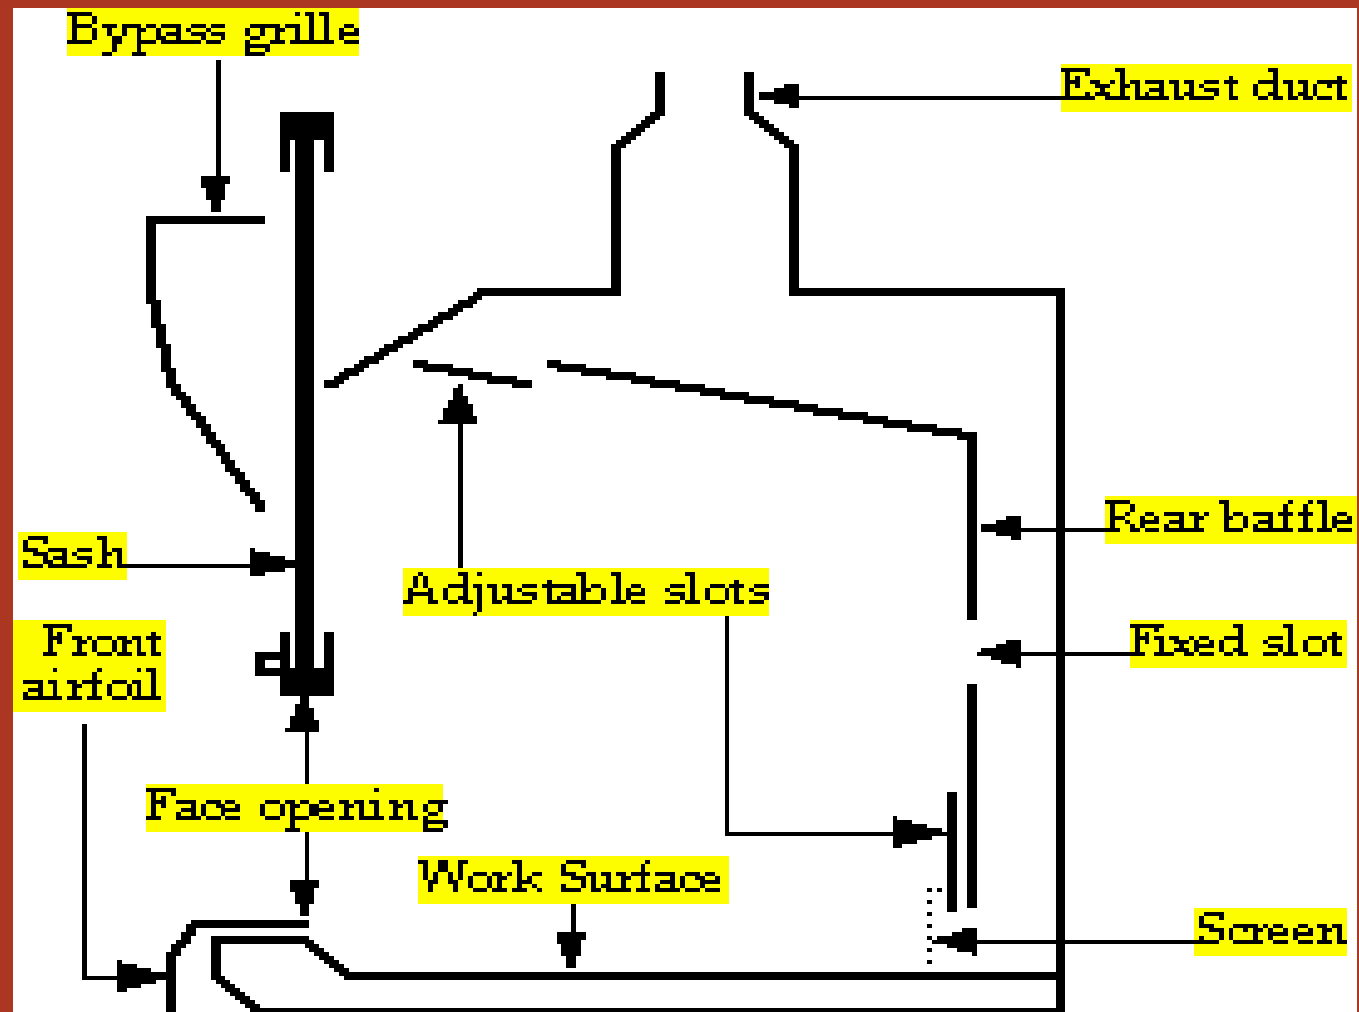 Bypass grille
Exhaust duct
Rear baffle
Sash
Adjustable slots
Front
airfoil
Fixed slot
Face opening
Work Surface
Screen